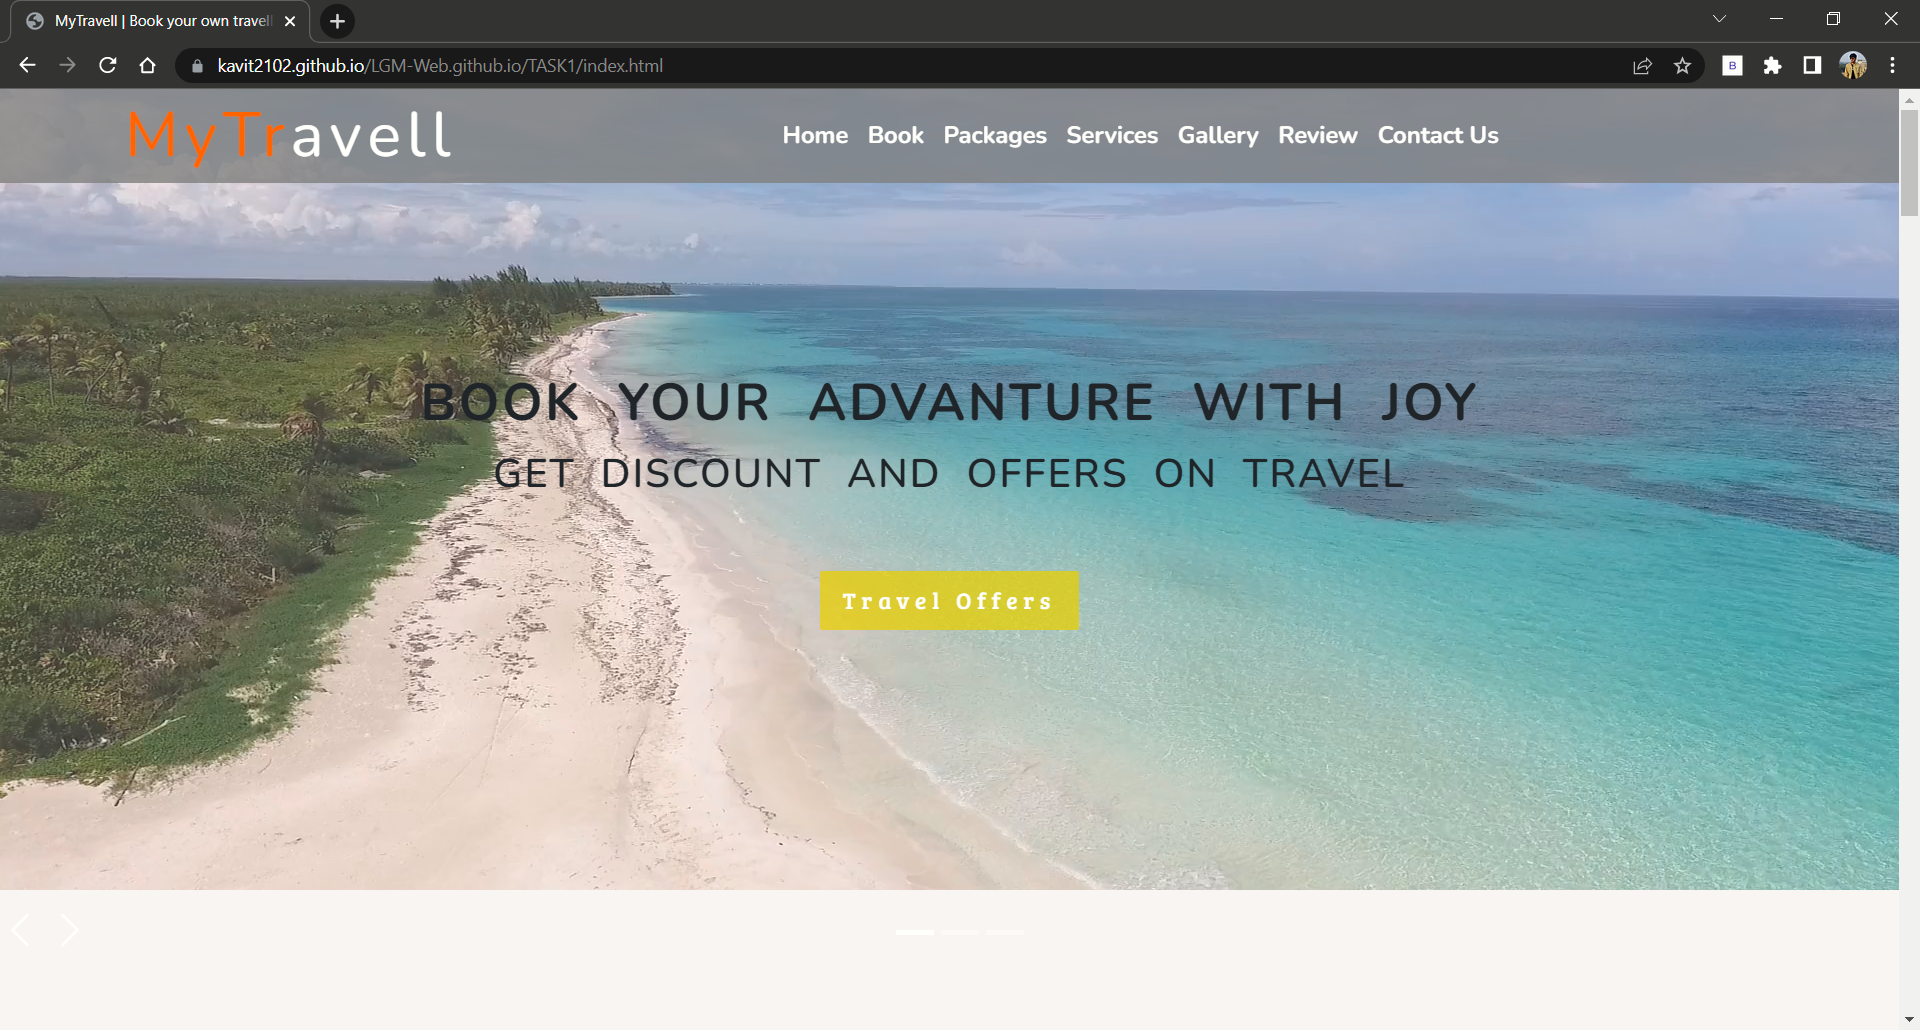 MyTravell | Book your own travell
kavit2102.github.io/LGM-Web.github.io/TASK1/index.html
B
MyTravell
Home Book Packages Services Gallery Review Contact Us
BOOK YOUR ADVANTURE WITH JOY
GET DISCOUNT AND OFFERS ON TRAVEL
Travel Offers